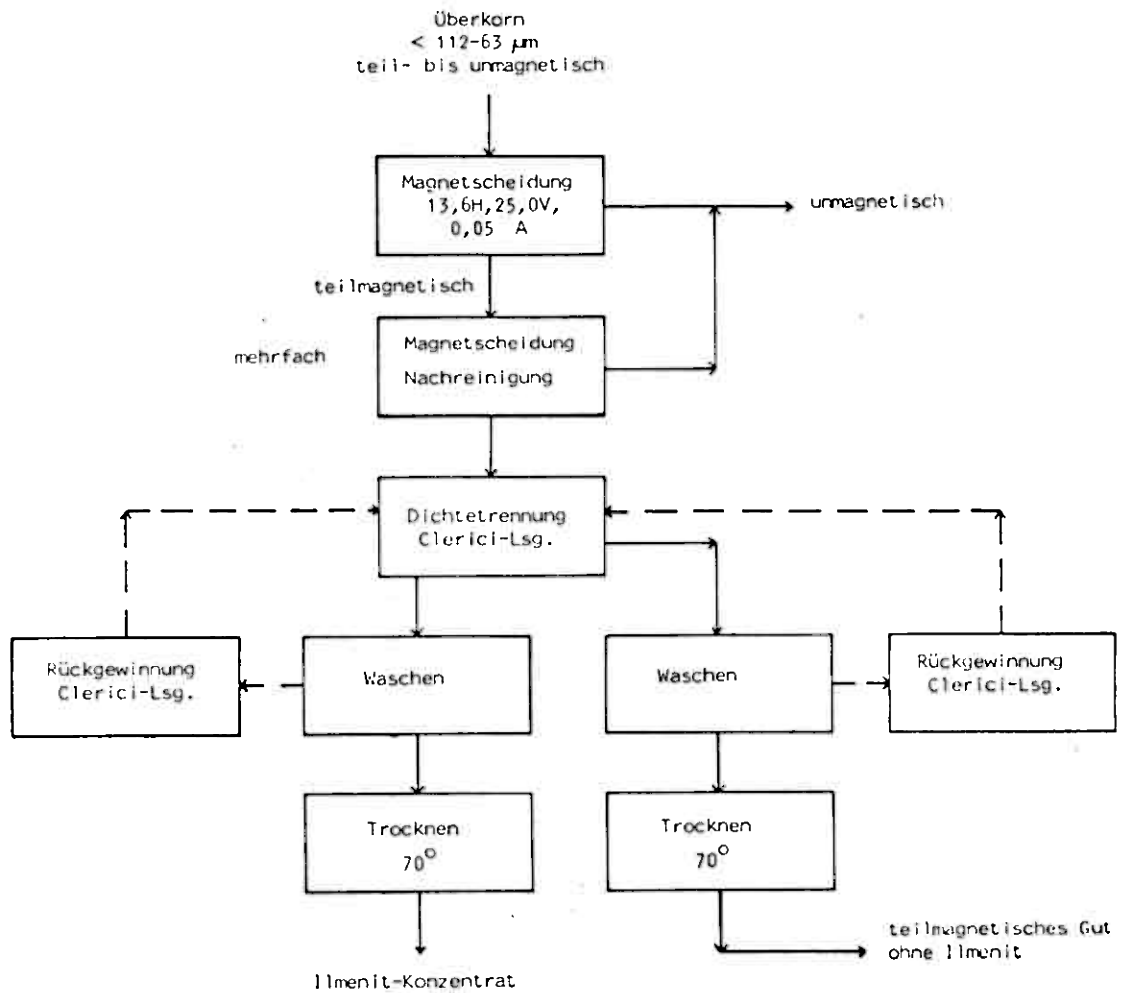 Überkorn
< 112-63 µm
teil- bis unmagnetisch
Magnetscheidung
13,6H,25,0V,
0,05 A
unmagnetisch
teilmagnetisch
mehrfach
Magnetscheidung
Nachreinigung
Dichtetrennung
Clerici-Lsg.
Rückgewinnung
Clerici-Lsg.
Waschen
Waschen
Rückgewinnung
Clerici-Lsg.
Trocknen
70°
Trocknen
70°
teilmagnetisches Gut
ohne Ilmenit
Ilmenit-Konzentrat